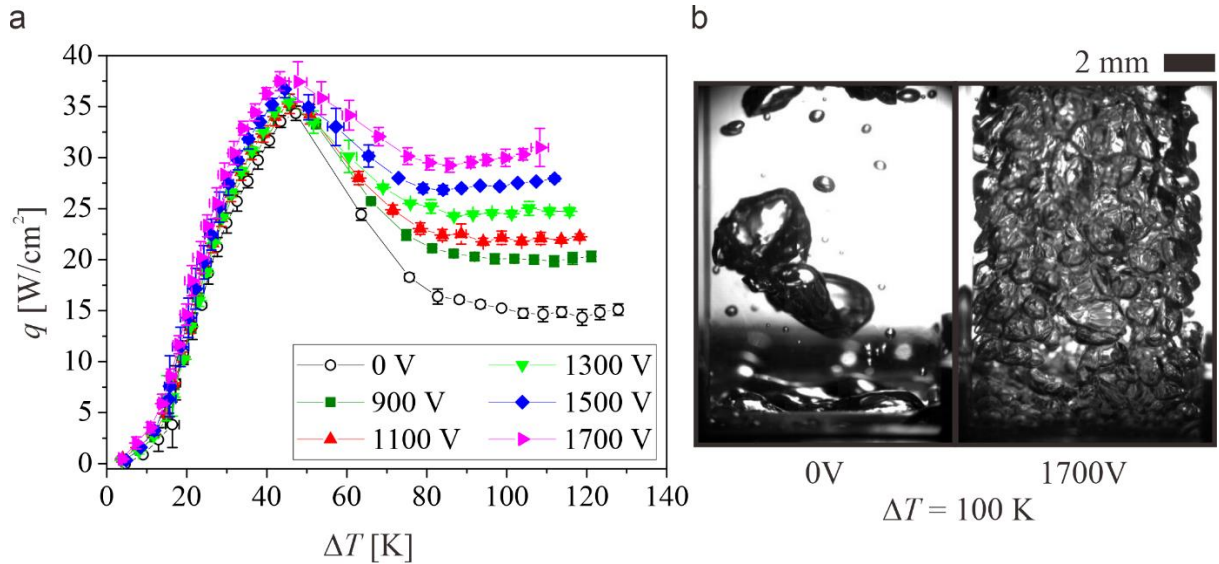 a
q [W/cm²]
40
35
30
25
20
15
10
5
0
0 20 40 60 80 100 120 140
ΔT [K]
0 V 1300 V
900 V 1500 V
1100 V 1700 V
b
2 mm
0V 1700V
ΔT = 100 K